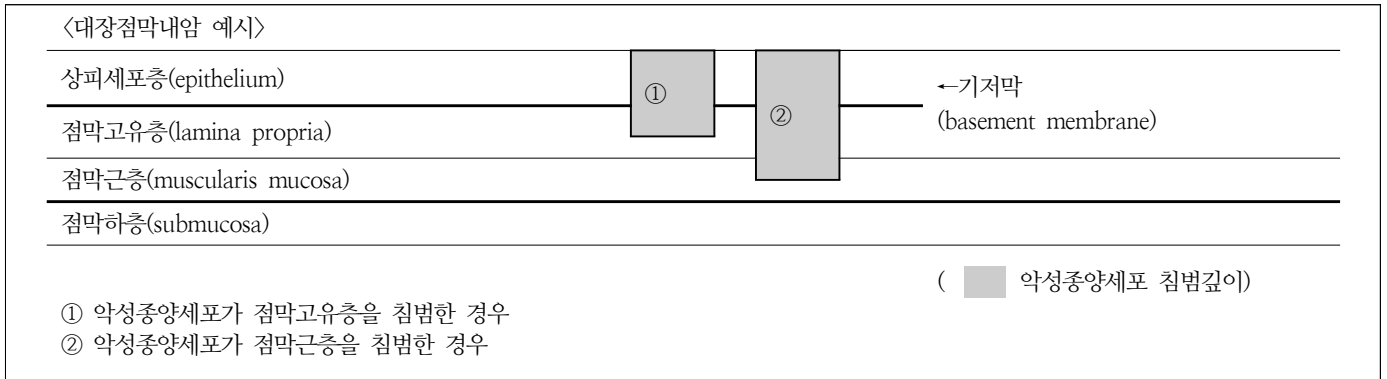 〈대장점막내암 예시〉
상피세포층(epithelium)
①
←기저막
(basement membrane)
②
점막고유층(lamina propria)
점막근층(muscularis mucosa)
점막하층(submucosa)
( 악성종양세포 침범깊이)
① 악성종양세포가 점막고유층을 침범한 경우
② 악성종양세포가 점막근층을 침범한 경우